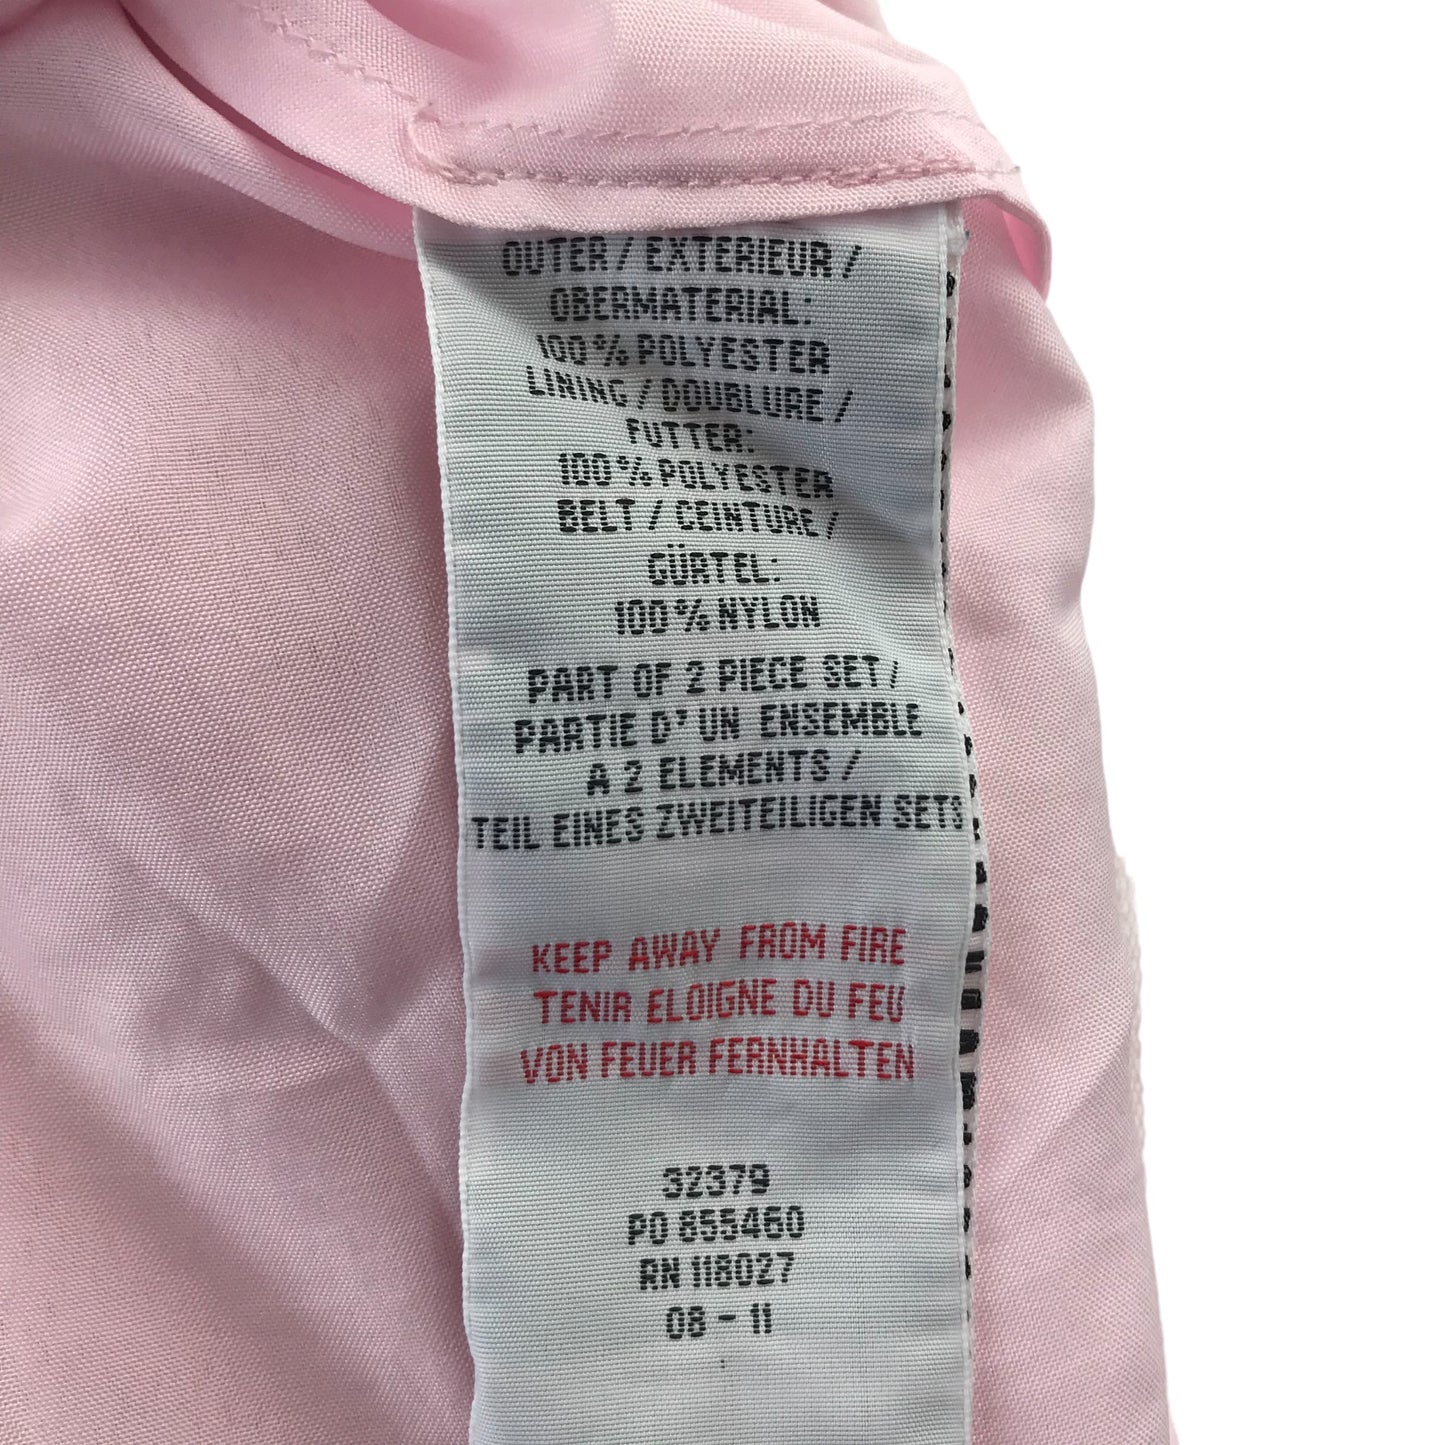 OUTER / EXTERIEUR /
OBERMATERIAL:
100% POLYESTER
LINING / DOUBLURE /
FUTTER:
100% POLYESTER
BELT / CEINTURE /
GÜRTEL:
100% NYLON
PART OF 2 PIECE SET /
PARTIE D' UN ENSEMBLE
A 2 ELEMENTS /
TEIL EINES ZWEITEILIGEN SETS
KEEP AWAY FROM FIRE
TENIR ELOIGNE DU FEU
VON FEUER FERNHALTEN
32379
PO 855460
RN 118027
08 - 11